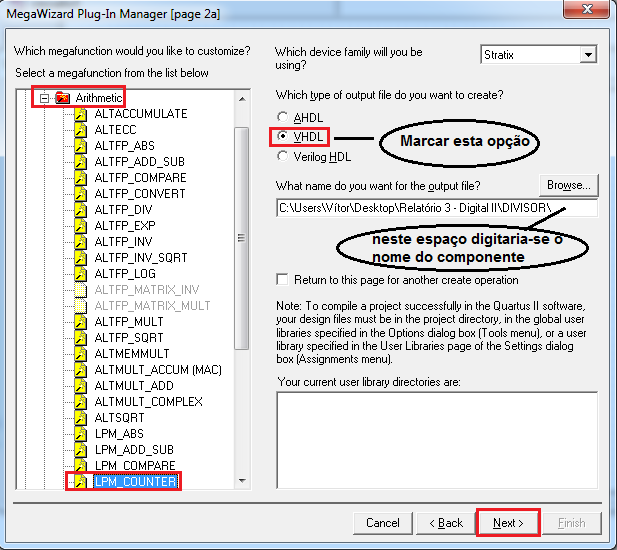 MegaWizard Plug-In Manager [page 2a]
Which megafunction would you like to customize?
Select a megafunction from the list below
Arithmetic
ALTACCUMULATE
ALTECC
ALTFP_ABS
ALTFP_ADD_SUB
ALTFP_COMPARE
ALTFP_CONVERT
ALTFP_DIV
ALTFP_EXP
ALTFP_INV
ALTFP_INV_SQRT
ALTFP_LOG
ALTFP_MATRIX_INV
ALTFP_MATRIX_MULT
ALTFP_MULT
ALTFP_SQRT
ALTMEMMULT
ALTMULT_ACCUM (MAC)
ALTMULT_ADD
ALTMULT_COMPLEX
ALTSQRT
LPM_ABS
LPM_ADD_SUB
LPM_COMPARE
LPM_COUNTER
Which device family will you be
using?
Stratix
Which type of output file do you want to create?
AHDL
VHDL
Verilog HDL
Marcar esta opção
What name do you want for the output file?
Browse...
C:\Users\Vítor\Desktop\Relatório 3 - Digital II\DIVISOR\
neste espaço digitaria-se o
nome do componente
Return to this page for another create operation
Note: To compile a project successfully in the Quartus II software,
your design files must be in the project directory, in the global user
libraries specified in the Options dialog box (Tools menu), or a user
library specified in the User Libraries page of the Settings dialog
box (Assignments menu).
Your current user library directories are:
Cancel
< Back
Next >
Finish